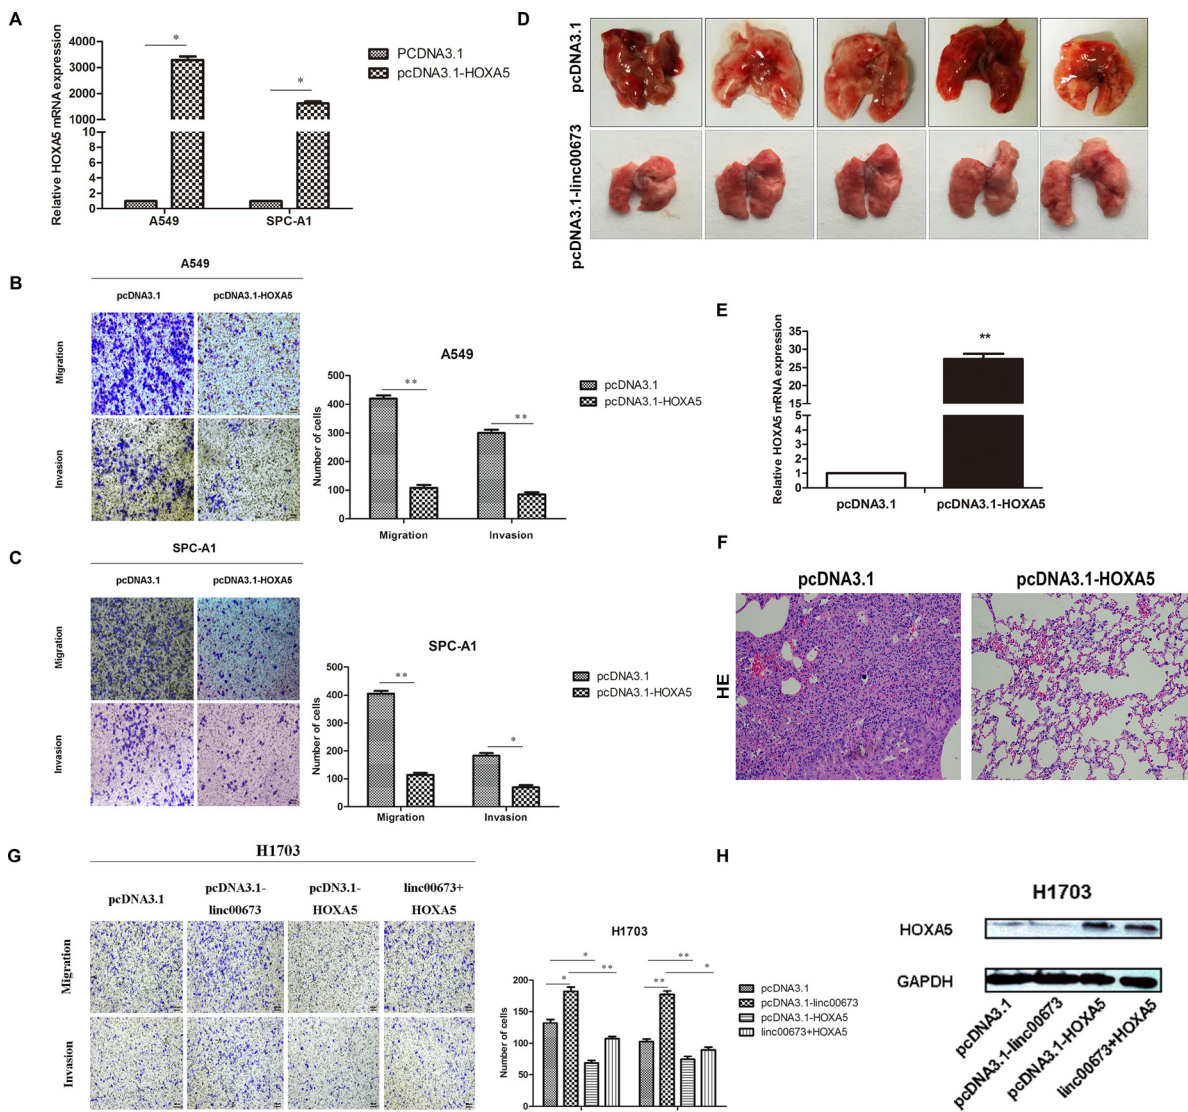 A
Relative HOXA5 mRNA expression
4000
3000
2000
1000
10
8
6
4
2
0
*
*
A549
SPC-A1
PCDNA3.1
pcDNA3.1-HOXA5
B
A549
pcDNA3.1
pcDNA3.1-HOXA5
Migration
Invasion
A549
Number of cells
500
400
300
200
100
0
**
**
Migration
Invasion
pcDNA3.1
pcDNA3.1-HOXA5
C
SPC-A1
pcDNA3.1
pcDNA3.1-HOXA5
Migration
Invasion
SPC-A1
Number of cells
500
400
300
200
100
0
**
*
Migration
Invasion
pcDNA3.1
pcDNA3.1-HOXA5
D
pcDNA3.1
pcDNA3.1-linc00673
E
Relative HOXA5 mRNA expression
35
30
25
20
15
5
4
3
2
1
0
**
pcDNA3.1
pcDNA3.1-HOXA5
F
pcDNA3.1
pcDNA3.1-HOXA5
HE
G
H1703
pcDNA3.1
pcDNA3.1-
linc00673
pcDN3.1-
HOXA5
linc00673+
HOXA5
Migration
Invasion
H1703
Number of cells
200
150
100
50
0
*
**
*
**
**
*
pcDNA3.1
pcDNA3.1-linc00673
pcDNA3.1-HOXA5
linc00673+HOXA5
H
H1703
HOXA5
GAPDH
pcDNA3.1
pcDNA3.1-linc00673
pcDNA3.1-HOXA5
linc00673+HOXA5